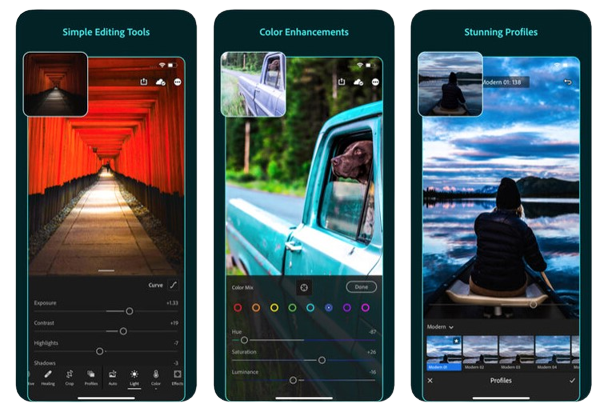 Simple Editing Tools
Curve
Exposure +1.33
Contrast +19
Highlights -7
Shadows -3
Healing Crop Profiles Auto Light Color Effects
Color Enhancements
Color Mix Done
Hue -87
Saturation +26
Luminance -16
Stunning Profiles
Modern 01: 138
Modern
Modern 01 Modern 02 Modern 03 Modern 04
Profiles